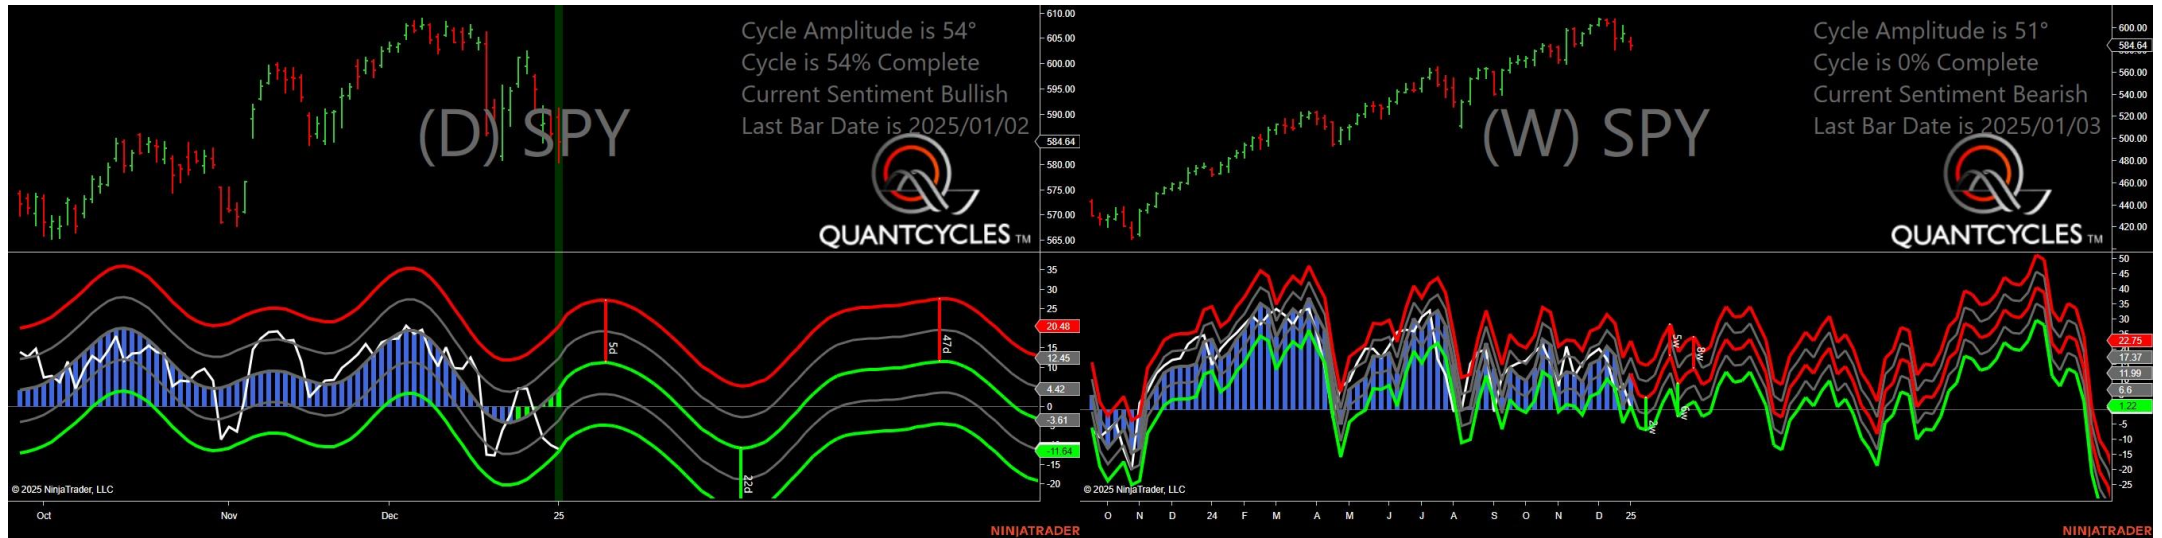 Cycle Amplitude is 54°
Cycle is 54% Complete
Current Sentiment Bullish
Last Bar Date is 2025/01/02
(D) SPY
QUANTCYCLES TM
610.00
605.00
600.00
595.00
590.00
584.64
580.00
575.00
570.00
565.00
35
30
25
20.48
15
12.45
10
4.42
0
-3.61
-11.64
-15
-20
5d
22d
47d
© 2025 NinjaTrader, LLC
Oct
Nov
Dec
25
NINJATRADER
Cycle Amplitude is 51°
Cycle is 0% Complete
Current Sentiment Bearish
Last Bar Date is 2025/01/03
(W) SPY
QUANTCYCLES TM
600.00
584.64
560.00
540.00
520.00
500.00
480.00
460.00
440.00
420.00
50
45
40
35
30
22.75
17.37
11.99
6.6
1.22
-5
-10
-15
-20
-25
2w
5w
6w
8w
© 2025 NinjaTrader, LLC
O N D 24 F M A M J J A S O N D 25
NINJATRADER